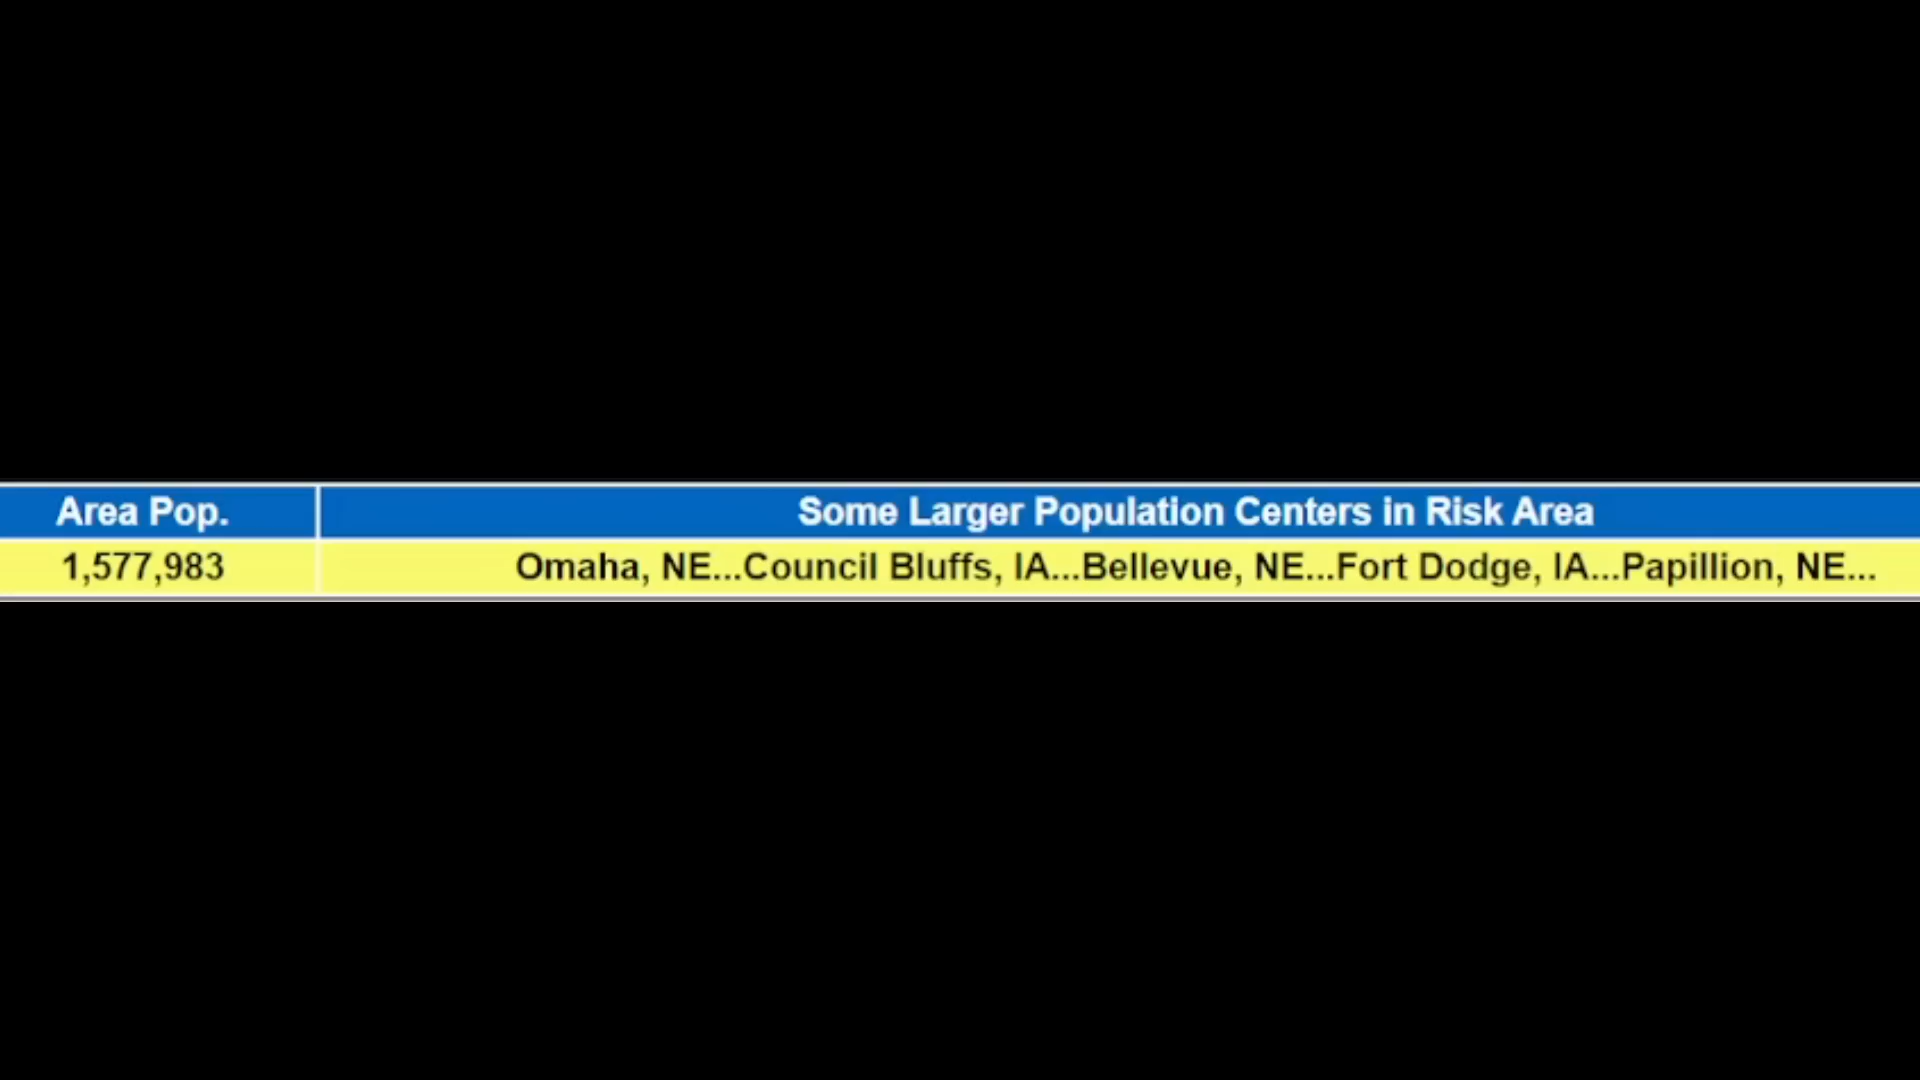 Area Pop. Some Larger Population Centers in Risk Area
1,577,983 Omaha, NE...Council Bluffs, IA...Bellevue, NE...Fort Dodge, IA...Papillion, NE...